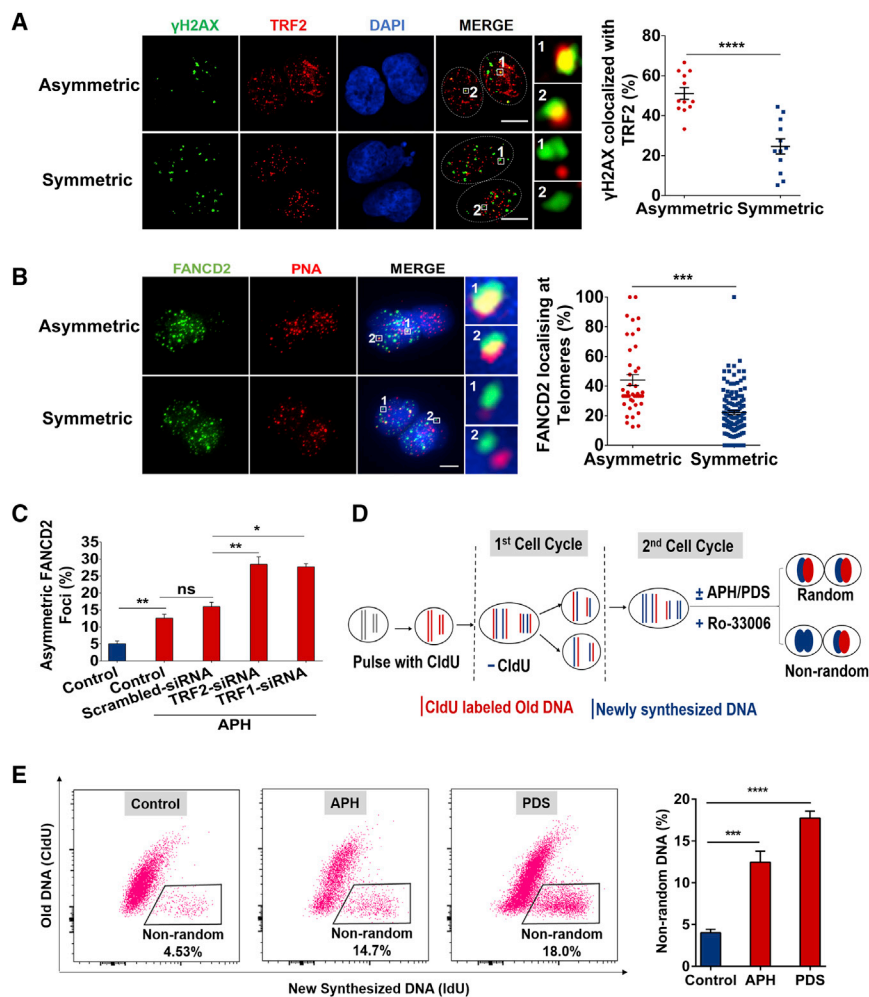 A
γH2AX
TRF2
DAPI
MERGE
Asymmetric
Symmetric
1
2
1
2
1
2
1
2
γH2AX colocalized with
TRF2 (%)
80
60
40
20
0
****
Asymmetric
Symmetric
B
FANCD2
PNA
MERGE
Asymmetric
Symmetric
1
2
1
2
1
2
1
2
FANCD2 localising at
Telomeres (%)
100
80
60
40
20
0
***
Asymmetric
Symmetric
C
Asymmetric FANCD2
Foci (%)
35
30
25
20
15
10
5
0
**
ns
**
*
Control
Control
Scrambled-siRNA
TRF2-siRNA
TRF1-siRNA
APH
D
1st Cell Cycle
2nd Cell Cycle
Pulse with CldU
– CldU
± APH/PDS
+ Ro-33006
Random
Non-random
CldU labeled Old DNA
Newly synthesized DNA
E
Old DNA (CldU)
Control
Non-random
4.53%
APH
Non-random
14.7%
PDS
Non-random
18.0%
New Synthesized DNA (IdU)
Non-random DNA (%)
20
15
10
5
0
***
****
Control
APH
PDS